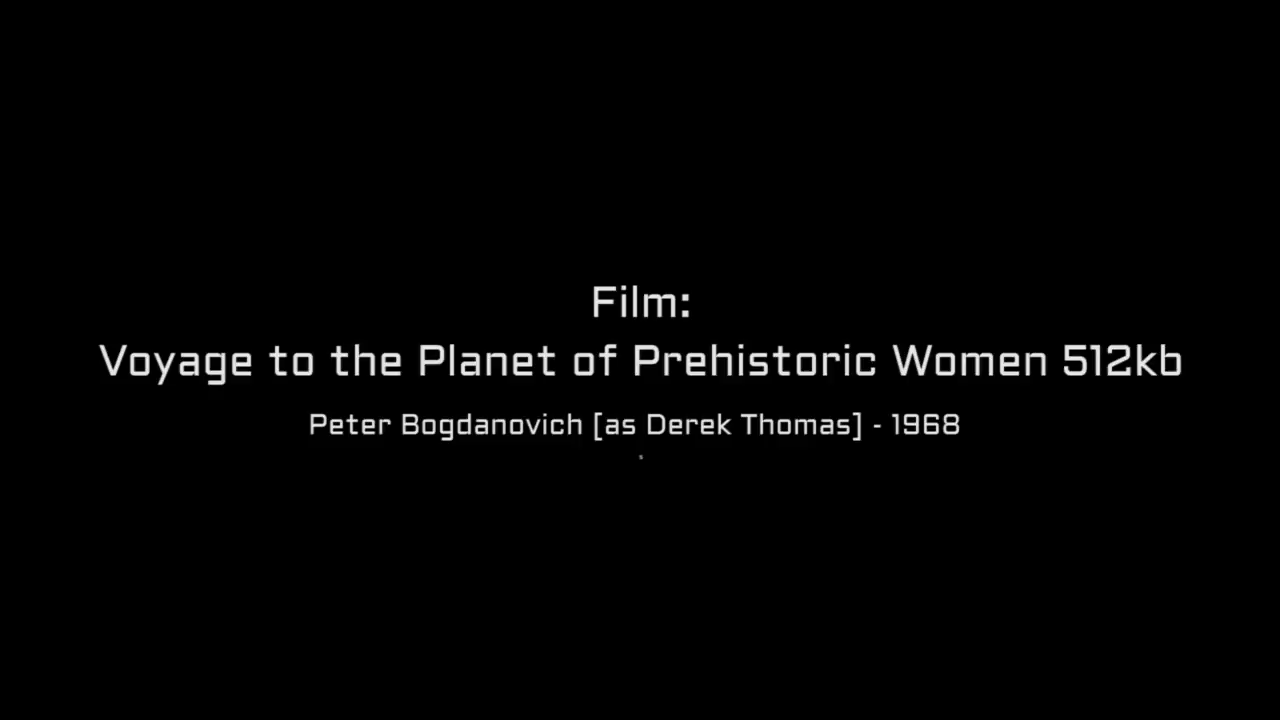 Film:
Voyage to the Planet of Prehistoric Women 512kb
Peter Bogdanovich [as Derek Thomas] - 1968